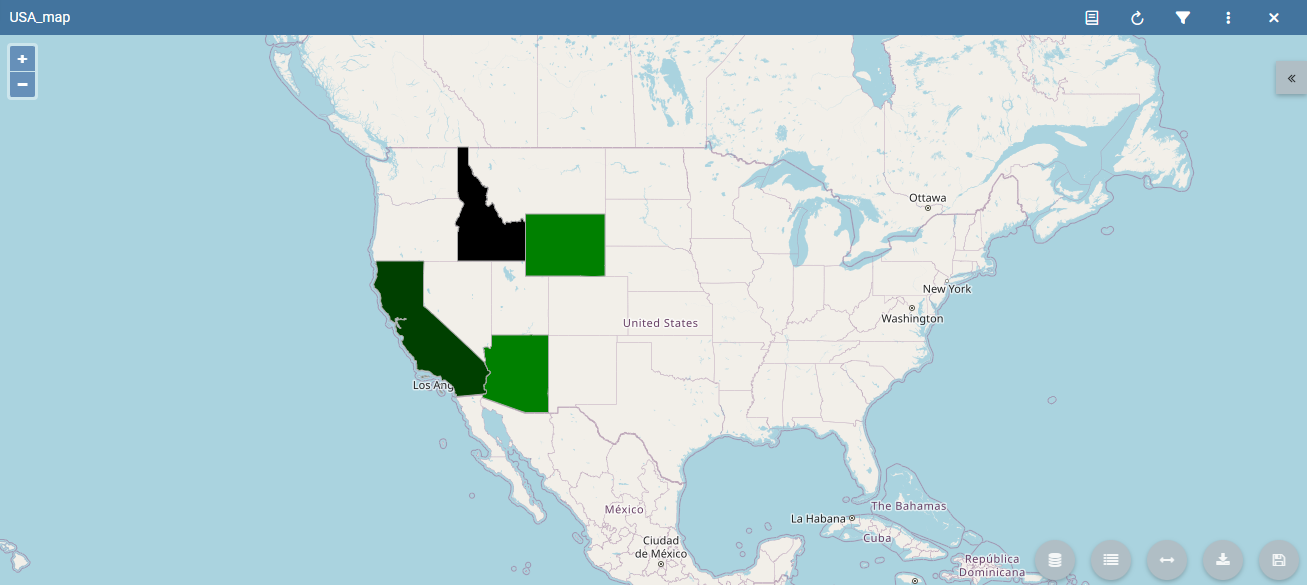 USA_map
+
−
«
Ottawa
New York
Washington
United States
Los Ang
México
La Habana
The Bahamas
Cuba
Ciudad
de México
República
Dominicana